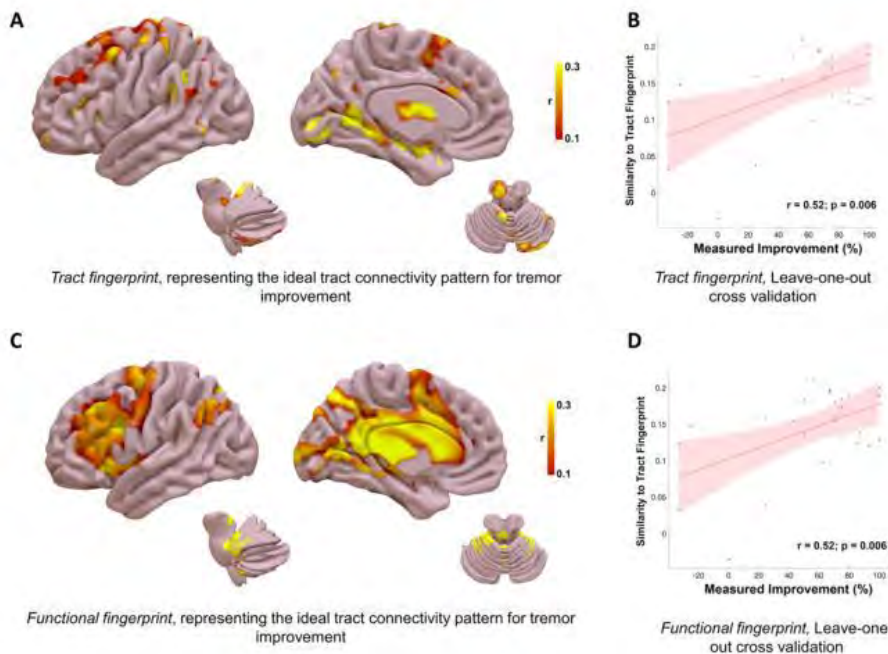 A
0.3
r
0.1
Tract fingerprint, representing the ideal tract connectivity pattern for tremor
improvement
B
Similarity to Tract Fingerprint
0.2
0.15
0.1
0.05
0
r = 0.52; p = 0.006
-20 0 20 40 60 80 100
Measured Improvement (%)
Tract fingerprint, Leave-one-out
cross validation
C
0.3
r
0.1
Functional fingerprint, representing the ideal tract connectivity pattern for tremor
improvement
D
Similarity to Tract Fingerprint
0.2
0.15
0.1
0.05
0
r = 0.52; p = 0.006
-20 0 20 40 60 80 100
Measured Improvement (%)
Functional fingerprint, Leave-one
out cross validation